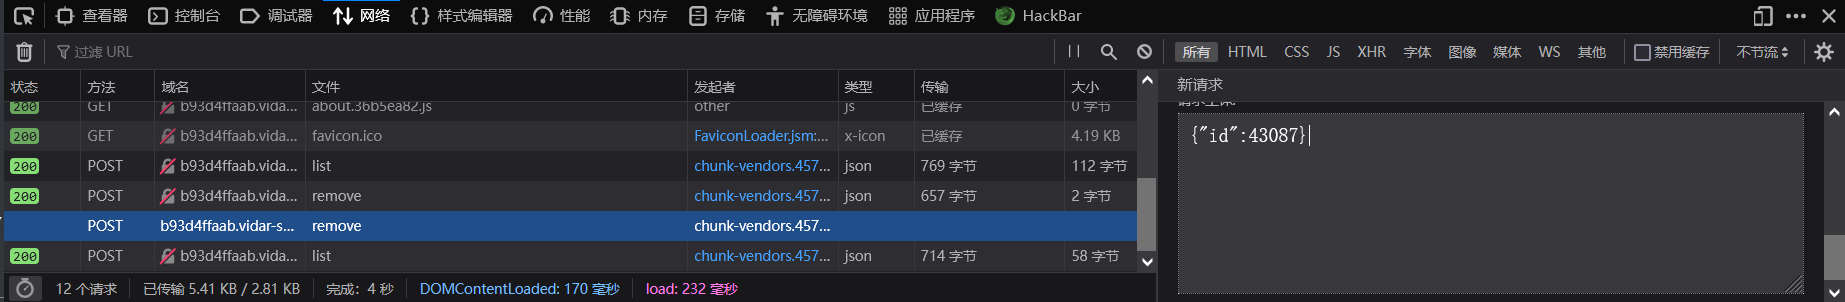 查看器 控制台 调试器 网络 样式编辑器 性能 内存 存储 无障碍环境 应用程序 HackBar
过滤 URL
所有 HTML CSS JS XHR 字体 图像 媒体 WS 其他 禁用缓存 不节流
状态 方法 域名 文件 发起者 类型 传输 大小
200 GET b93d4ffaab.vida... about.36b5ea82.js other js 已缓存 0 字节
200 GET b93d4ffaab.vida... favicon.ico FaviconLoader.jsm:... x-icon 已缓存 4.19 KB
200 POST b93d4ffaab.vida... list chunk-vendors.457... json 769 字节 112 字节
200 POST b93d4ffaab.vida... remove chunk-vendors.457... json 657 字节 2 字节
POST b93d4ffaab.vidar-s... remove chunk-vendors.457...
200 POST b93d4ffaab.vida... list chunk-vendors.457... json 714 字节 58 字节
12 个请求 已传输 5.41 KB / 2.81 KB 完成：4 秒 DOMContentLoaded: 170 毫秒 load: 232 毫秒
新请求
请求主体:
{"id":43087}